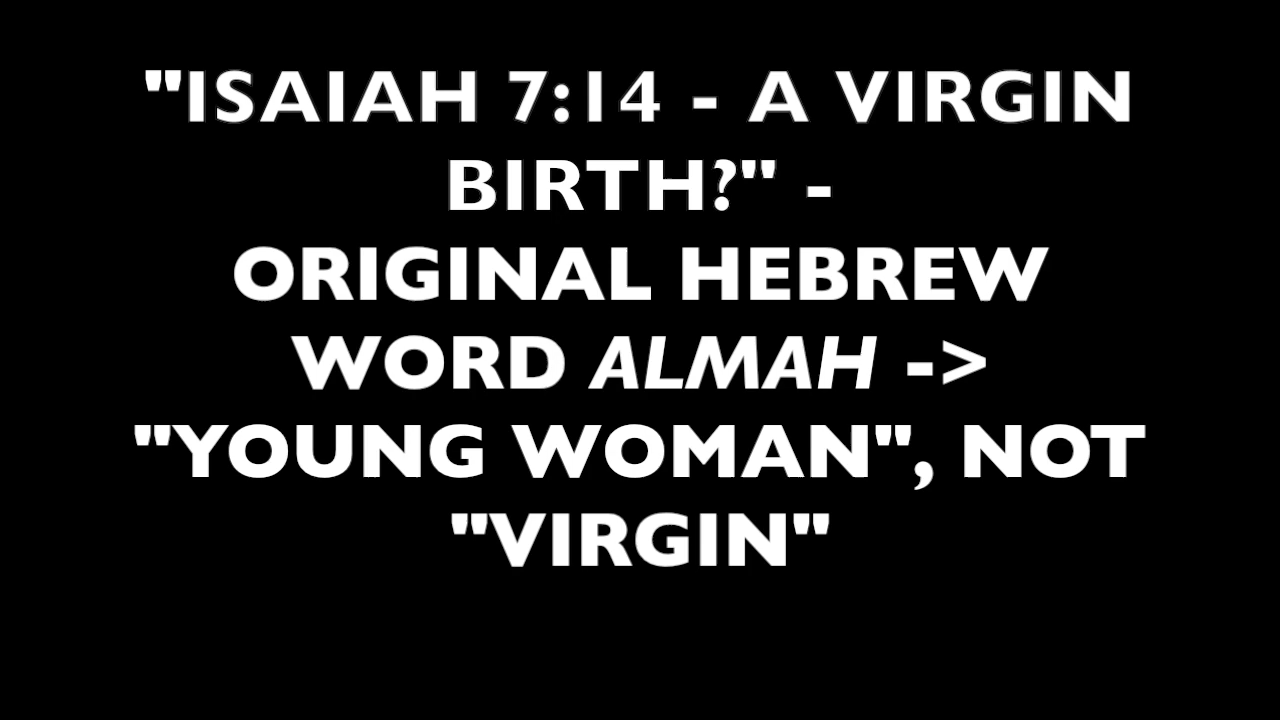 "ISAIAH 7:14 - A VIRGIN
BIRTH?" -
ORIGINAL HEBREW
WORD ALMAH ->
"YOUNG WOMAN", NOT
"VIRGIN"